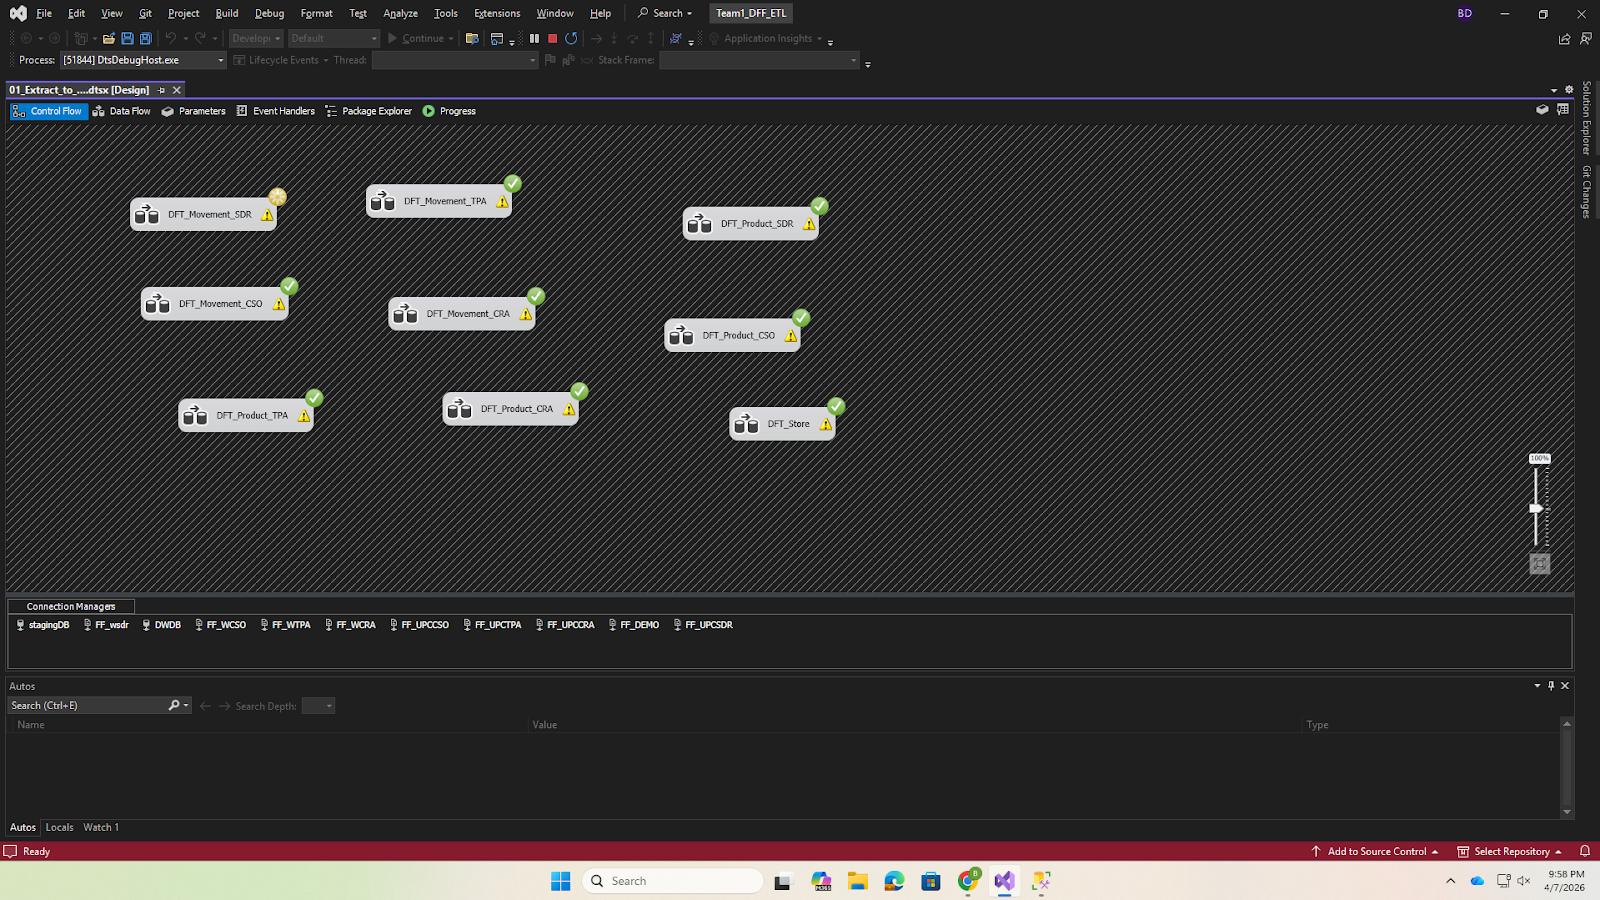 File Edit View Git Project Build Debug Format Test Analyze Tools Extensions Window Help Search Team1_DFF_ETL BD
Develop Default Continue Application Insights
Process: [51844] DtsDebugHost.exe Lifecycle Events Thread: Stack Frame:
01_Extract_to_....dtsx [Design]
Control Flow Data Flow Parameters Event Handlers Package Explorer Progress
Solution Explorer
Git Changes
DFT_Movement_SDR
DFT_Movement_TPA
DFT_Product_SDR
DFT_Movement_CSO
DFT_Movement_CRA
DFT_Product_CSO
DFT_Product_TPA
DFT_Product_CRA
DFT_Store
100%
Connection Managers
stagingDB FF_wsdr DWDB FF_WCSO FF_WTPA FF_WCRA FF_UPCCSO FF_UPCTPA FF_UPCCRA FF_DEMO FF_UPCSDR
Autos
Search (Ctrl+E) Search Depth:
Name Value Type
Autos Locals Watch 1
Ready Add to Source Control Select Repository
Search
M365
B
9:58 PM
4/7/2026